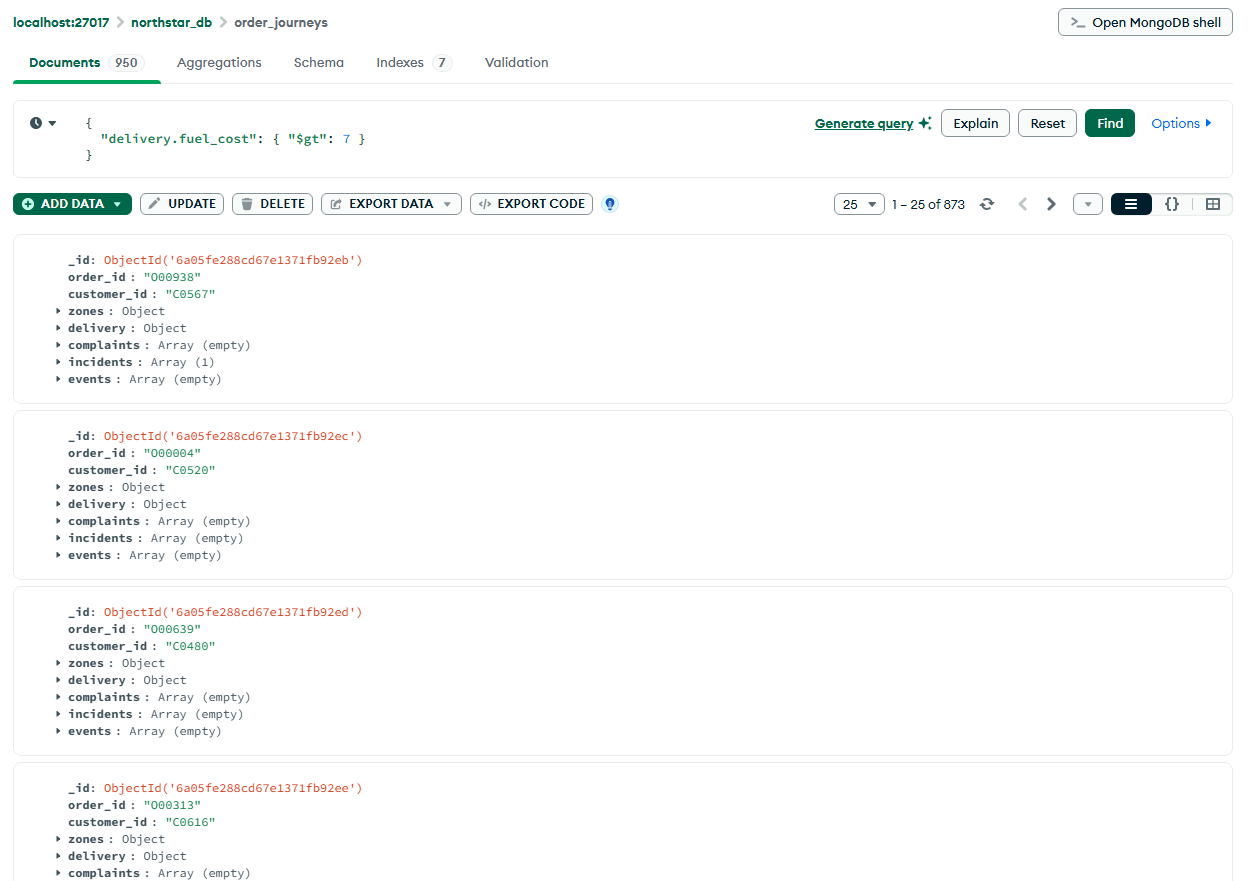 localhost:27017 > northstar_db > order_journeys
>_ Open MongoDB shell
Documents 950 Aggregations Schema Indexes 7 Validation
{
"delivery.fuel_cost": { "$gt": 7 }
}
Generate query Explain Reset Find Options
ADD DATA UPDATE DELETE EXPORT DATA </> EXPORT CODE 25 1 – 25 of 873 {}
_id: ObjectId('6a05fe288cd67e1371fb92eb')
order_id : "O00938"
customer_id : "C0567"
zones : Object
delivery : Object
complaints : Array (empty)
incidents : Array (1)
events : Array (empty)
_id: ObjectId('6a05fe288cd67e1371fb92ec')
order_id : "O00004"
customer_id : "C0520"
zones : Object
delivery : Object
complaints : Array (empty)
incidents : Array (empty)
events : Array (empty)
_id: ObjectId('6a05fe288cd67e1371fb92ed')
order_id : "O00639"
customer_id : "C0480"
zones : Object
delivery : Object
complaints : Array (empty)
incidents : Array (empty)
events : Array (empty)
_id: ObjectId('6a05fe288cd67e1371fb92ee')
order_id : "O00313"
customer_id : "C0616"
zones : Object
delivery : Object
complaints : Array (empty)